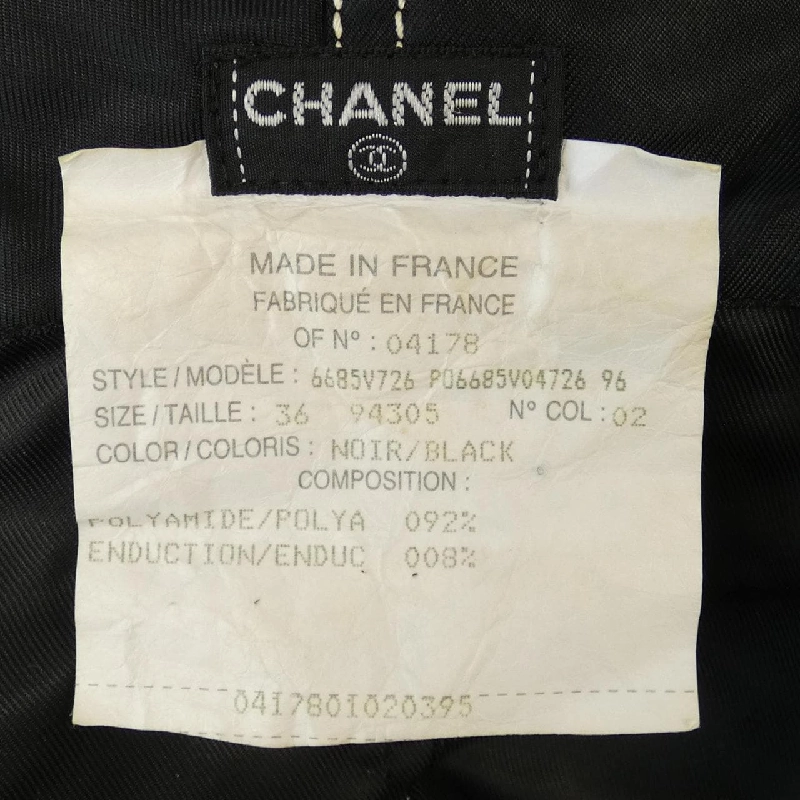 CHANEL
MADE IN FRANCE
FABRIQUÉ EN FRANCE
OF N° : 04178
STYLE / MODÈLE : 6685V726 P06685V04726 96
SIZE / TAILLE : 36 94305 N° COL : 02
COLOR / COLORIS : NOIR/BLACK
COMPOSITION :
POLYAMIDE/POLYA 092%
ENDUCTION/ENDUC 008%
0417801020395